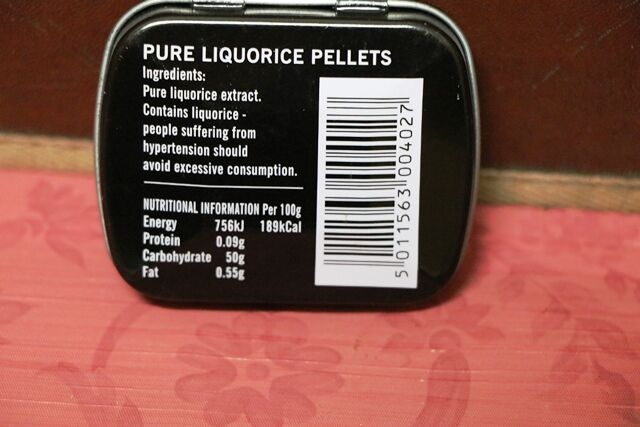 PURE LIQUORICE PELLETS
Ingredients:
Pure liquorice extract.
Contains liquorice -
people suffering from
hypertension should
avoid excessive consumption.
NUTRITIONAL INFORMATION Per 100g
Energy 756kJ 189kCal
Protein 0.09g
Carbohydrate 50g
Fat 0.55g
5 011563 004027